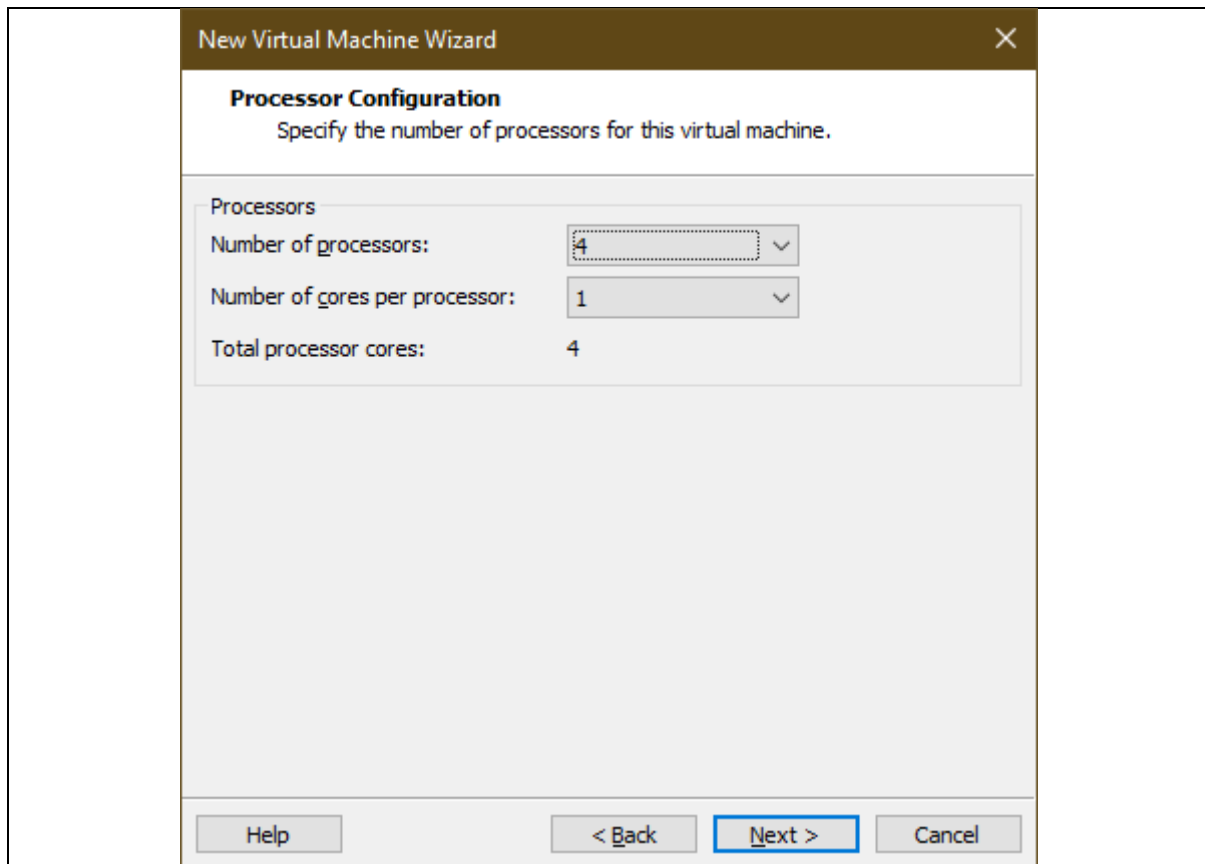 New Virtual Machine Wizard
Processor Configuration
Specify the number of processors for this virtual machine.
Processors
Number of processors: 4
Number of cores per processor: 1
Total processor cores: 4
Help < Back Next > Cancel